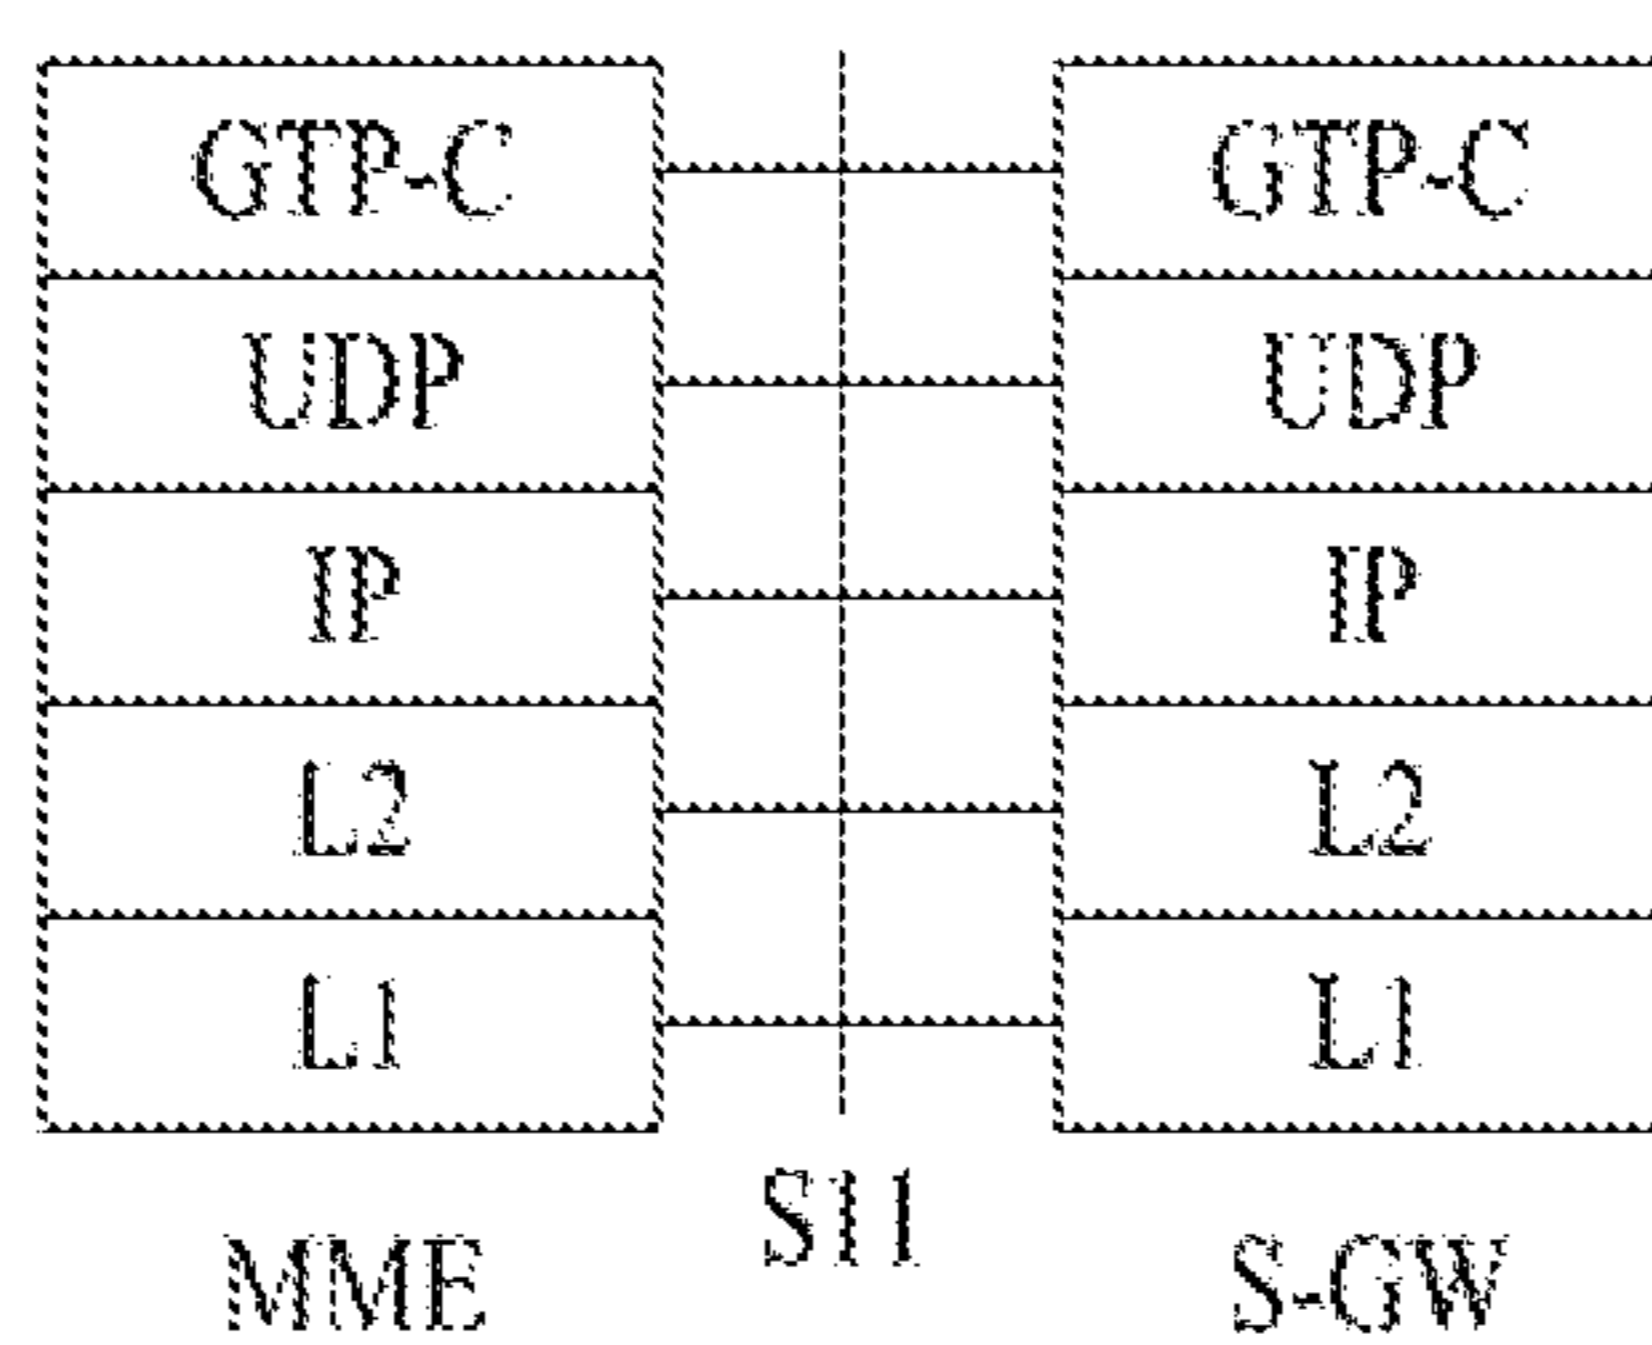 GTP-C GTP-C
UDP UDP
IP IP
L2 L2
L1 L1
S11
MME S-GW